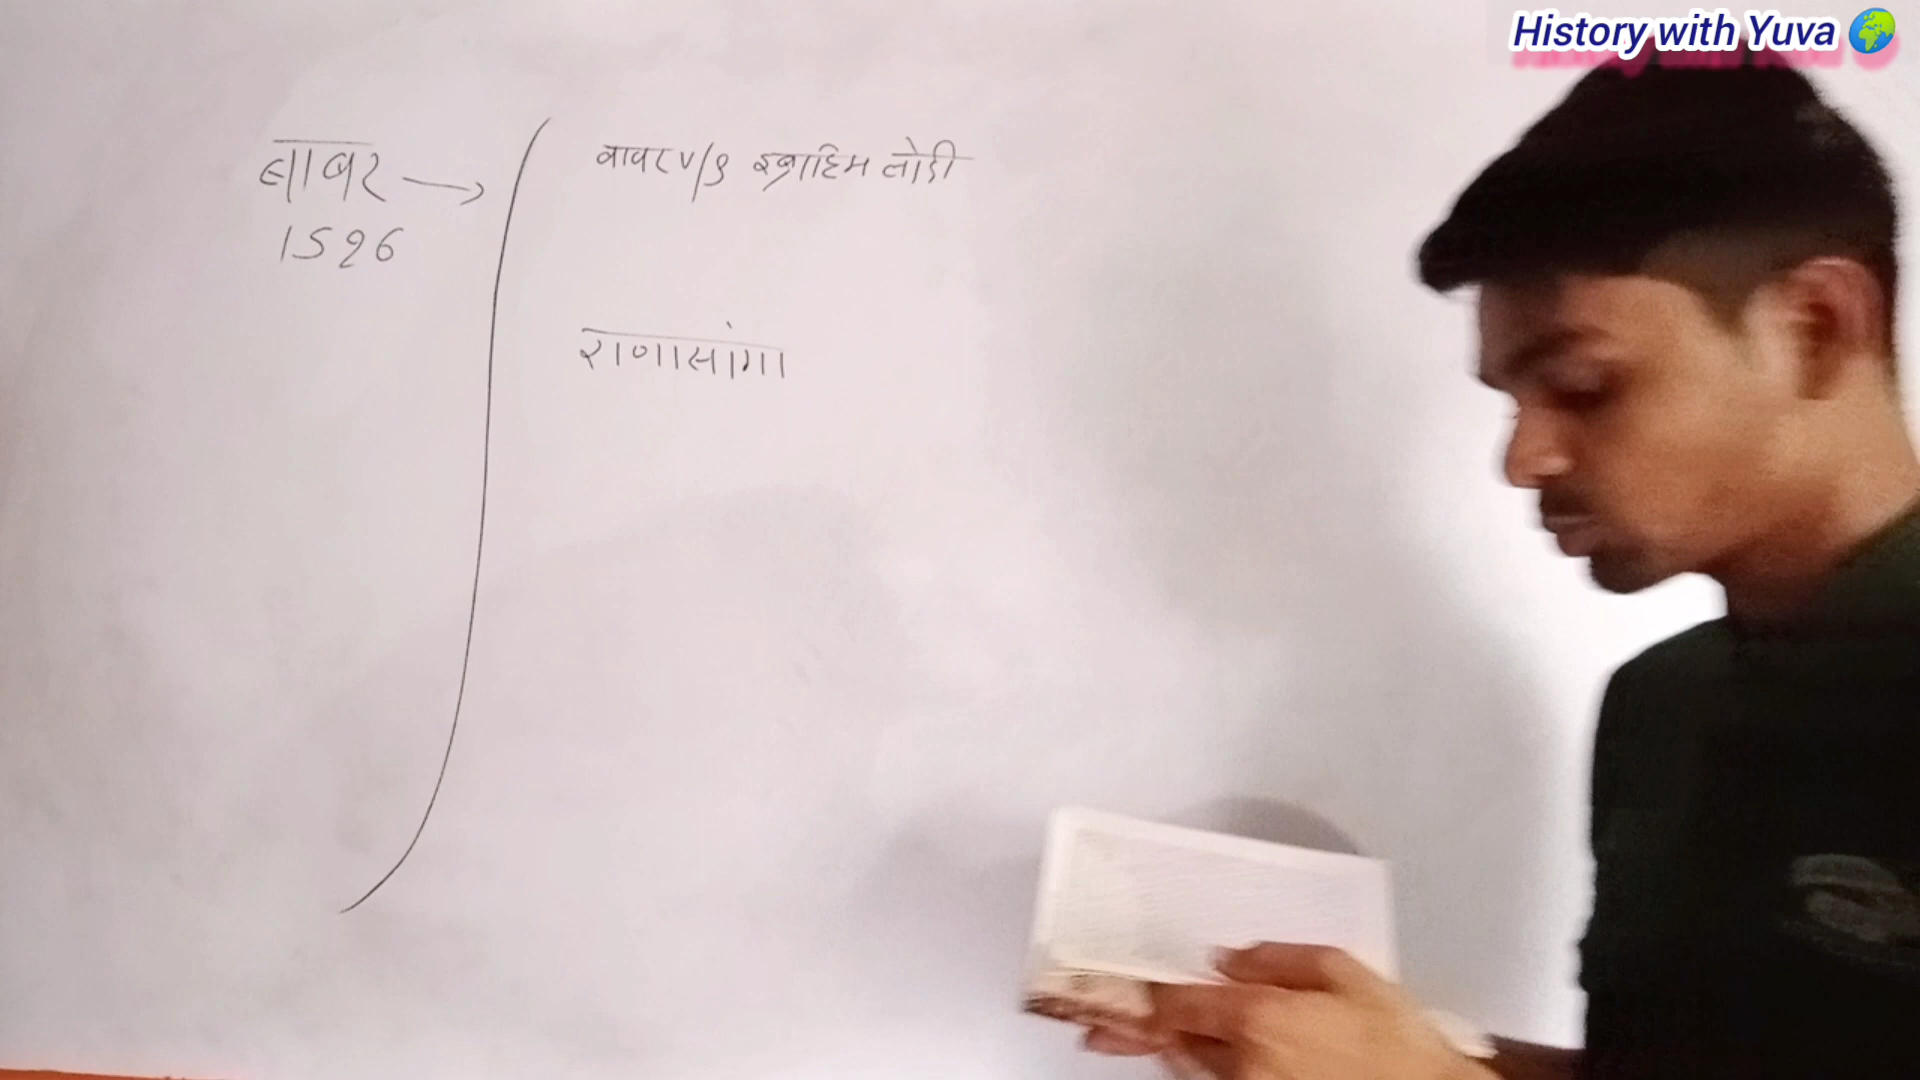 History with Yuva
बाबर →
1526
बाबर v/s इब्राहिम लोदी
राणासांगा